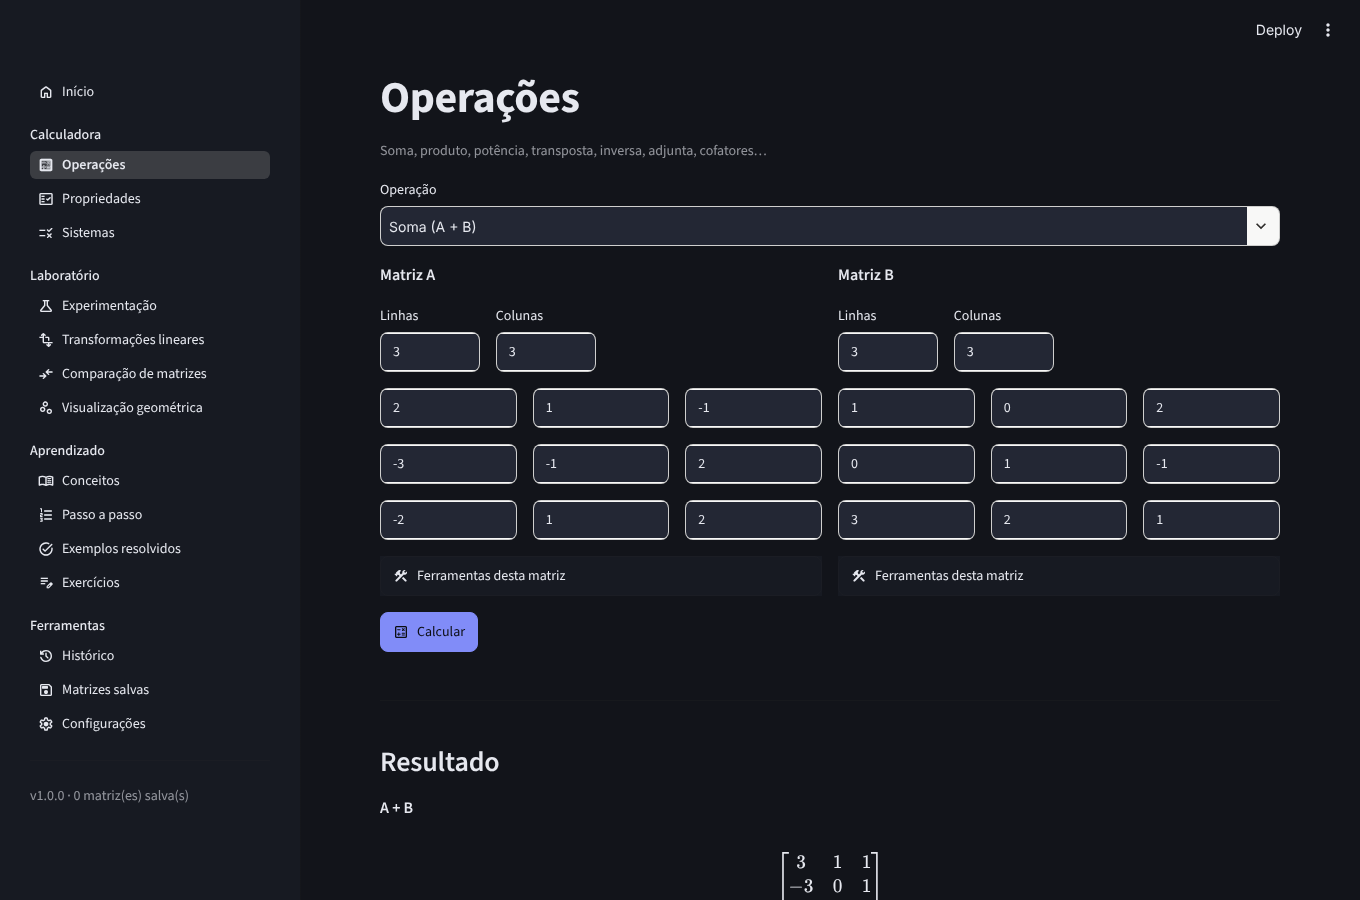 Deploy
Início
Calculadora
Operações
Propriedades
Sistemas
Laboratório
Experimentação
Transformações lineares
Comparação de matrizes
Visualização geométrica
Aprendizado
Conceitos
Passo a passo
Exemplos resolvidos
Exercícios
Ferramentas
Histórico
Matrizes salvas
Configurações
v1.0.0 · 0 matriz(es) salva(s)
Operações
Soma, produto, potência, transposta, inversa, adjunta, cofatores…
Operação
Soma (A + B)
Matriz A
Linhas Colunas
3 3
2 1 -1
-3 -1 2
-2 1 2
Ferramentas desta matriz
Matriz B
Linhas Colunas
3 3
1 0 2
0 1 -1
3 2 1
Ferramentas desta matriz
Calcular
Resultado
A + B
3 1 1
−3 0 1